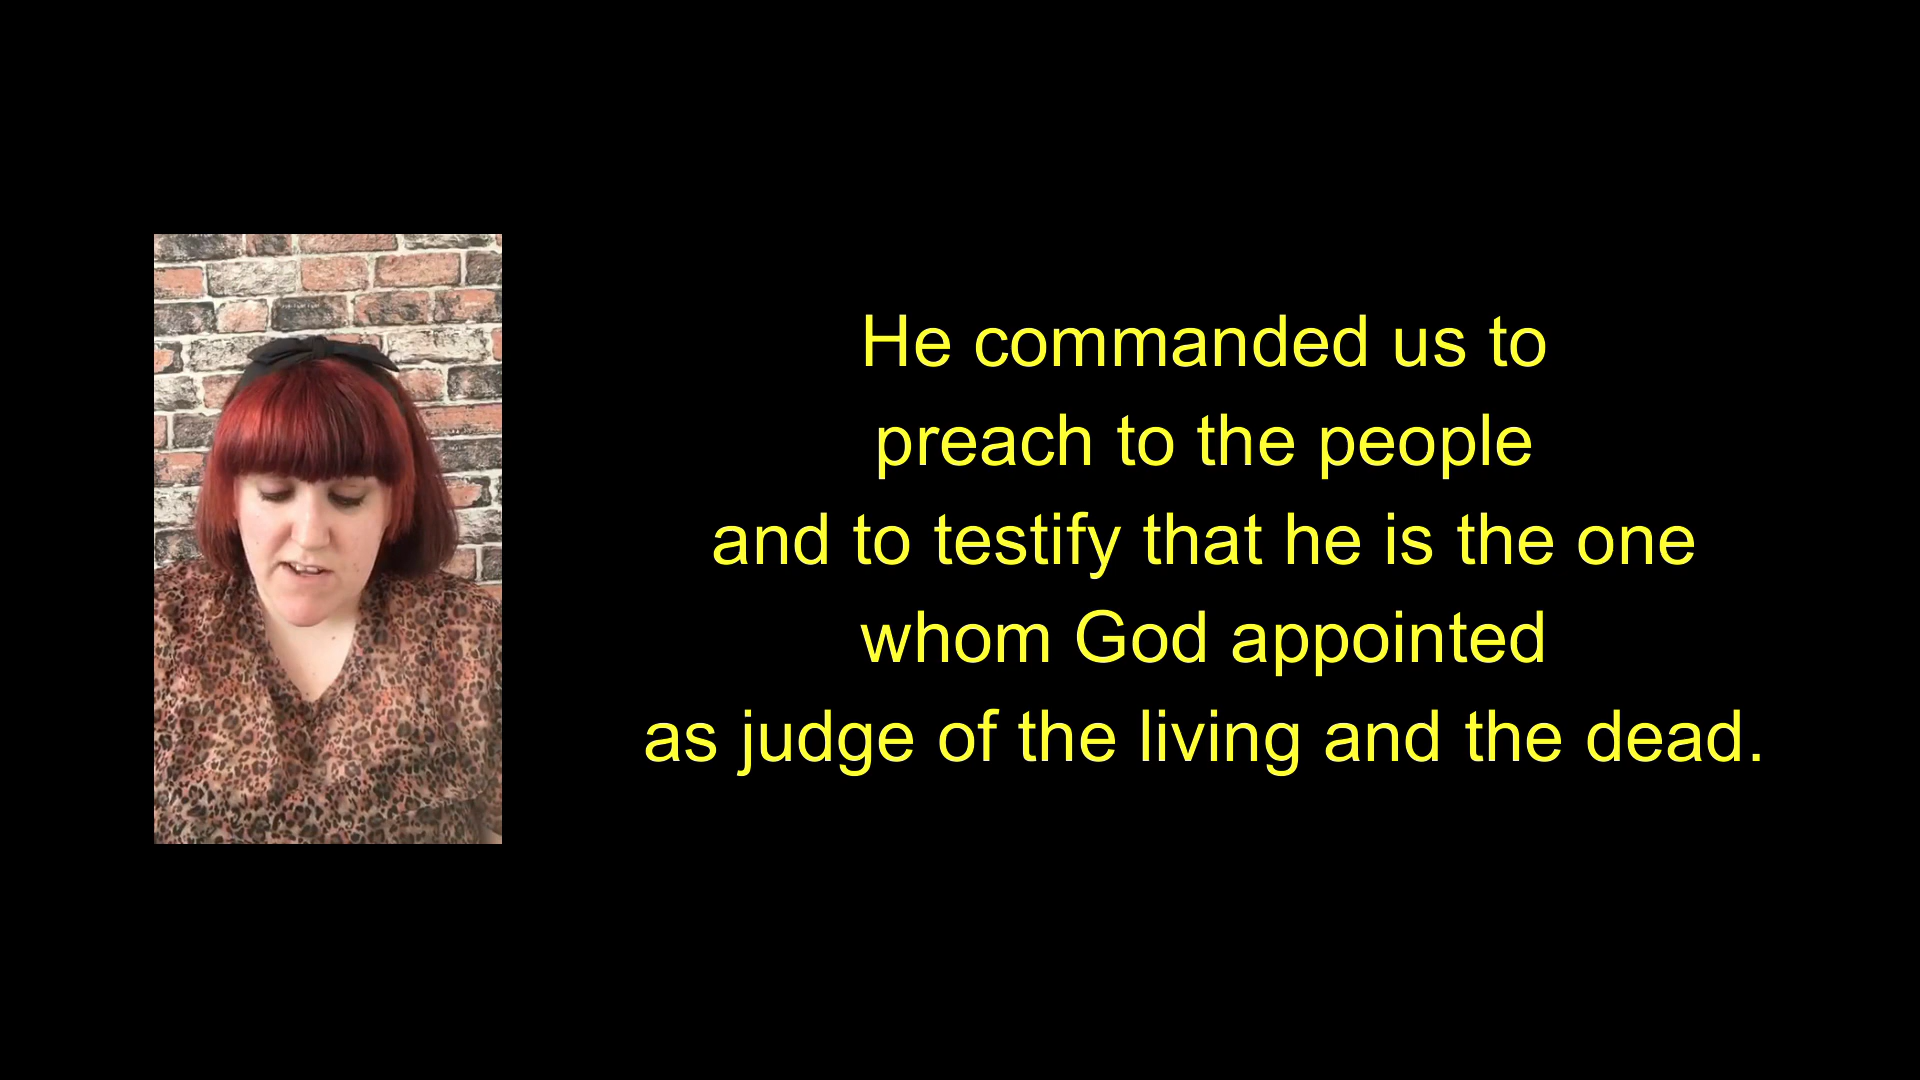 He commanded us to
preach to the people
and to testify that he is the one
whom God appointed
as judge of the living and the dead.